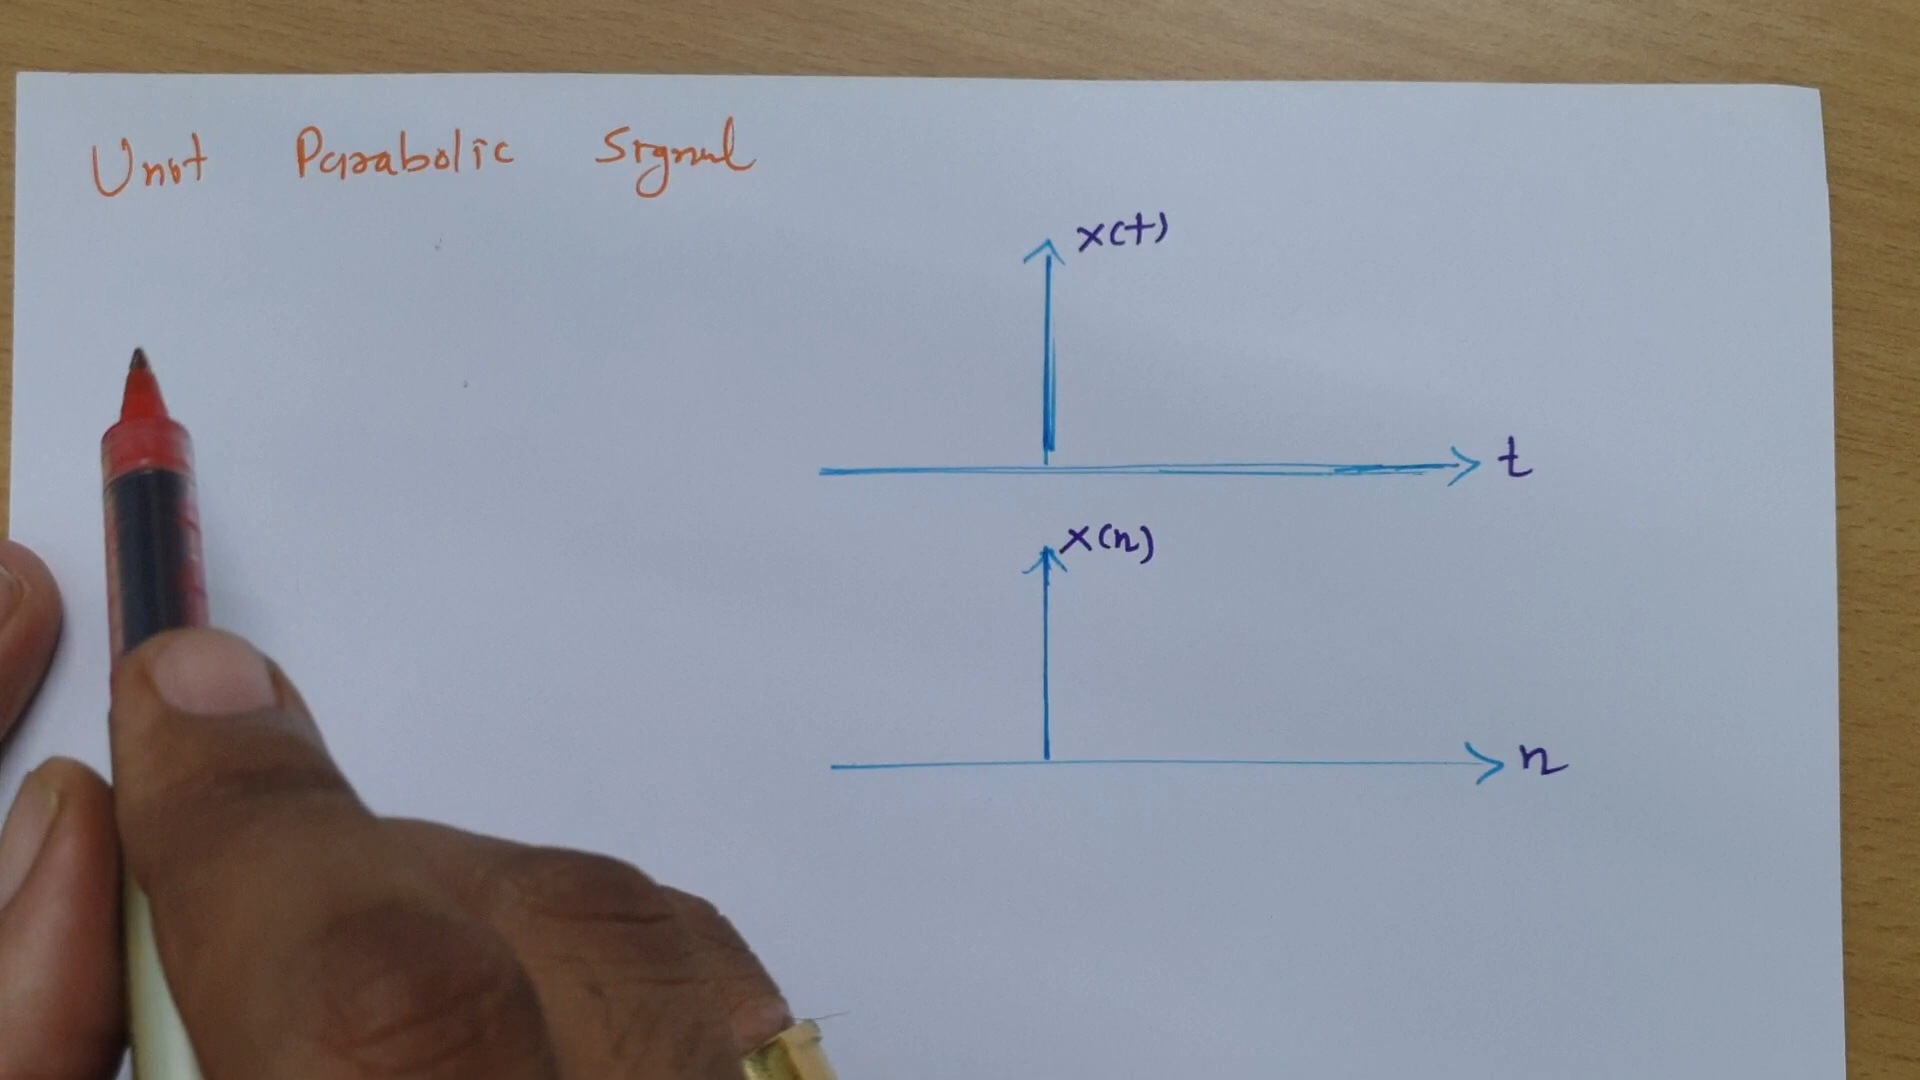 Unit Parabolic Signal
x(t)
t
x(n)
n